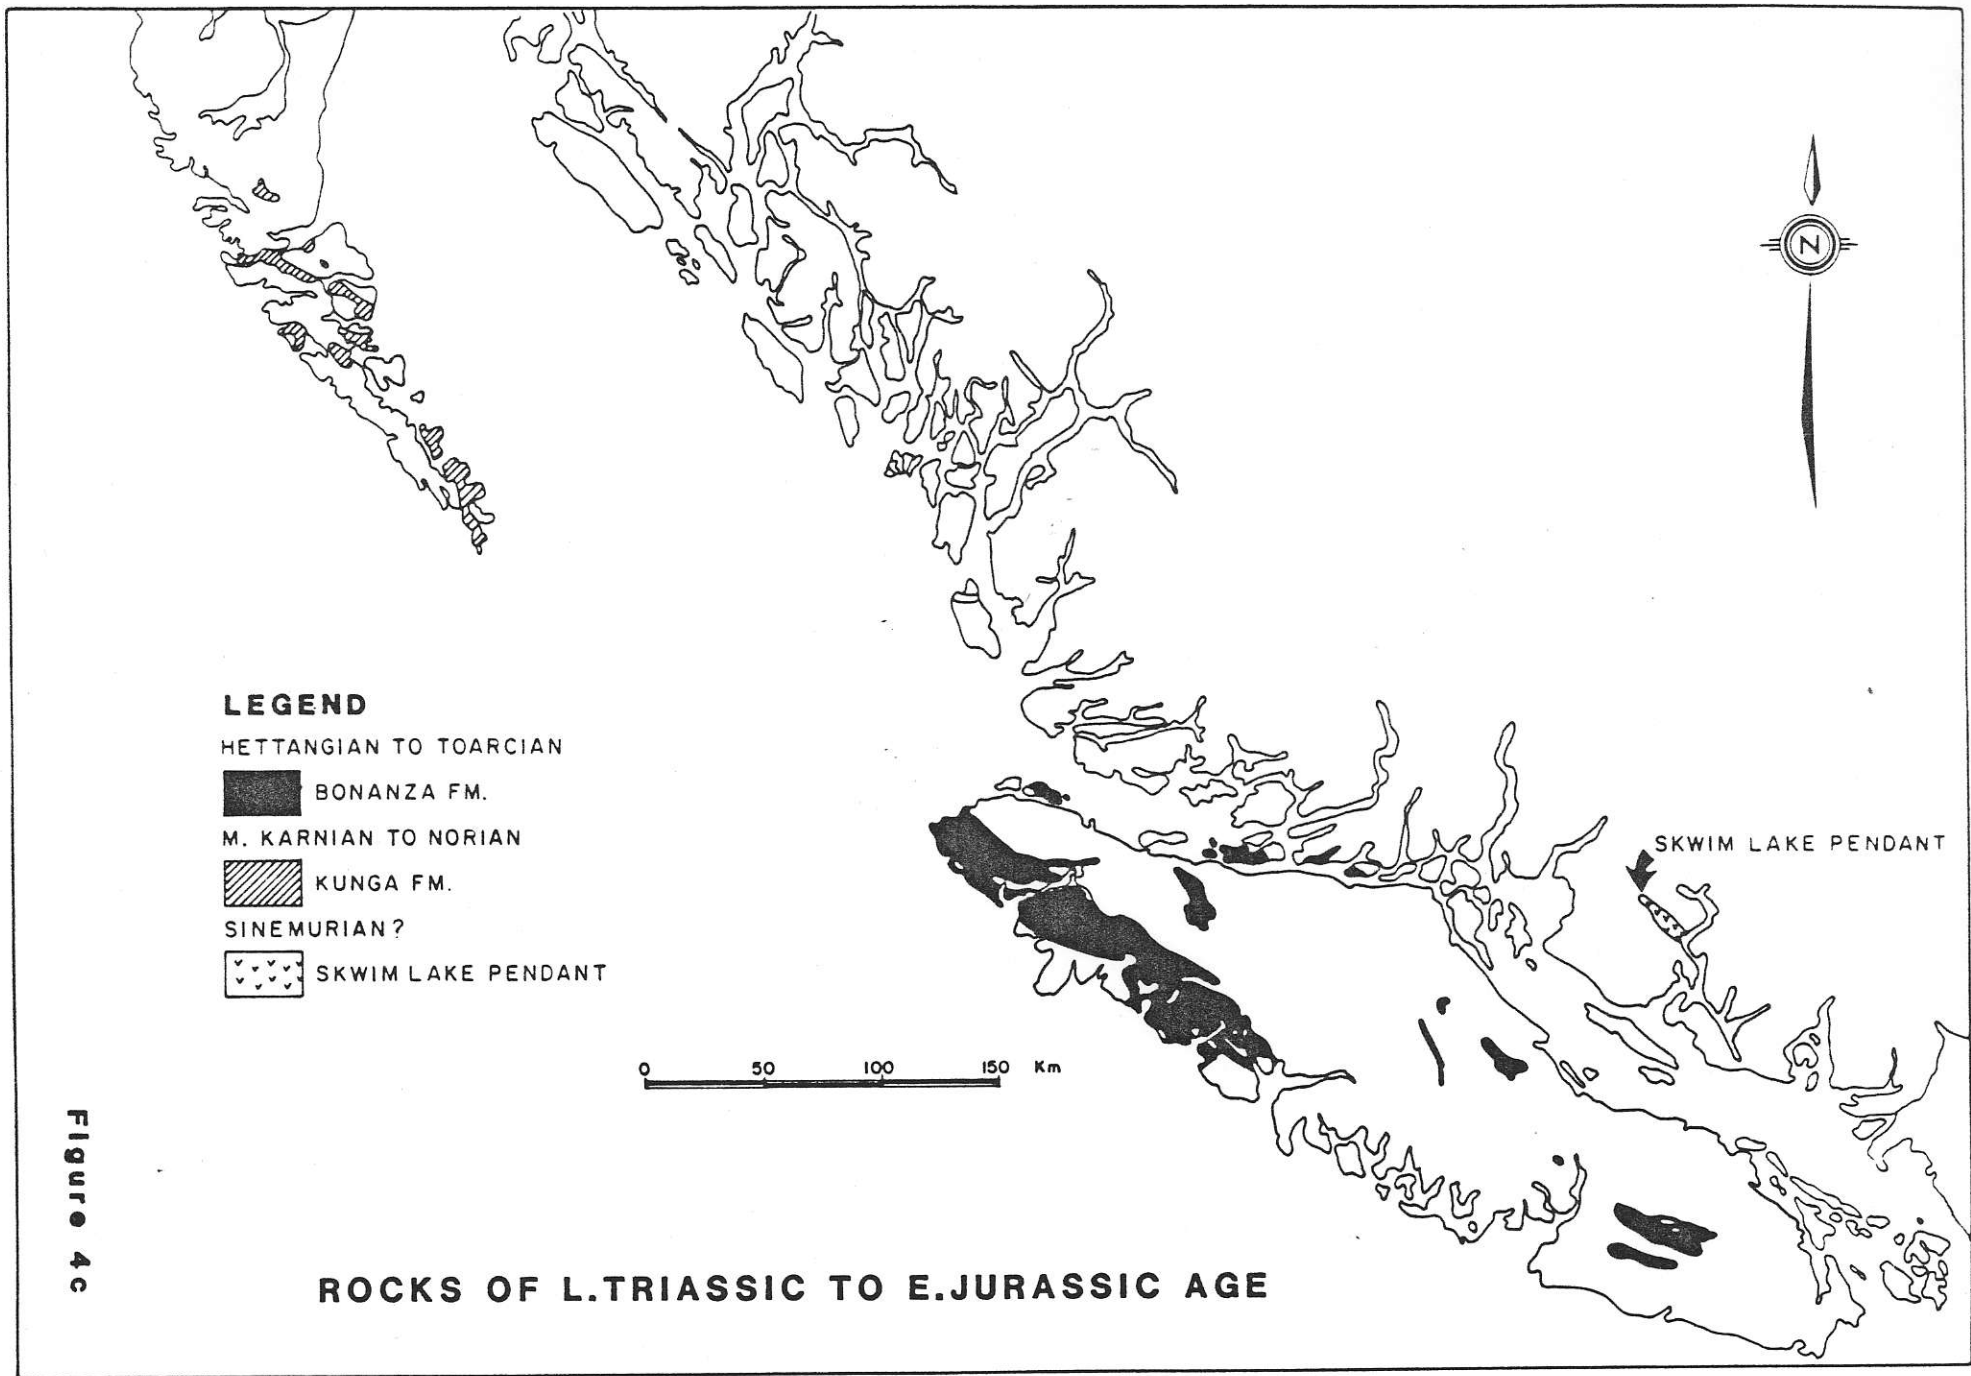 N
SKWIM LAKE PENDANT
LEGEND
HETTANGIAN TO TOARCIAN
BONANZA FM.
M. KARNIAN TO NORIAN
KUNGA FM.
SINEMURIAN?
SKWIM LAKE PENDANT
0 50 100 150 Km
Figure 4c
ROCKS OF L.TRIASSIC TO E.JURASSIC AGE